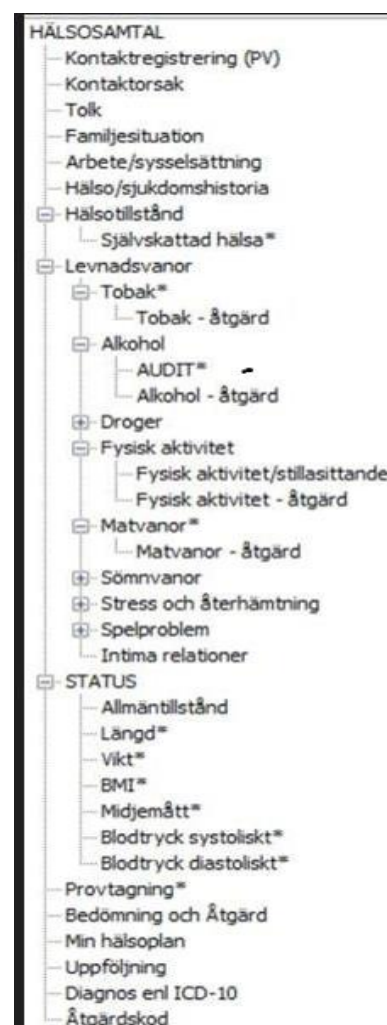 HÄLSOSAMTAL
Kontaktregistrering (PV)
Kontaktorsak
Tolk
Familjesituation
Arbete/sysselsättning
Hälso/sjukdomshistoria
Hälsotillstånd
Självskattad hälsa*
Levnadsvanor
Tobak*
Tobak - åtgärd
Alkohol
AUDIT*
Alkohol - åtgärd
Droger
Fysisk aktivitet
Fysisk aktivitet/stillasittande
Fysisk aktivitet - åtgärd
Matvanor*
Matvanor - åtgärd
Sömnvanor
Stress och återhämtning
Spelproblem
Intima relationer
STATUS
Allmäntillstånd
Längd*
Vikt*
BMI*
Midjemått*
Blodtryck systoliskt*
Blodtryck diastoliskt*
Provtagning*
Bedömning och Åtgärd
Min hälsoplan
Uppföljning
Diagnos enl ICD-10
Åtgärdskod